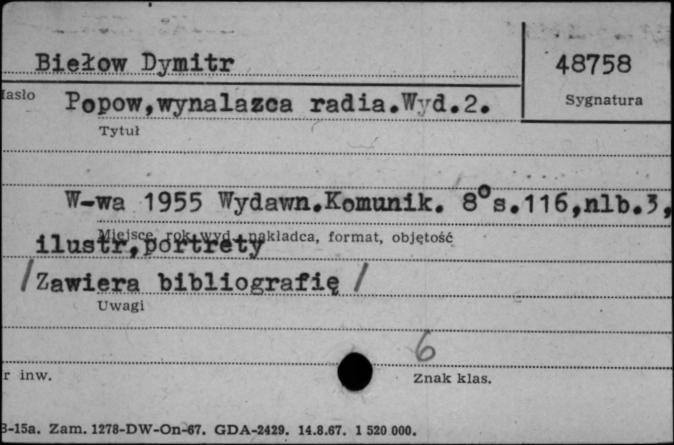 Biełow Dymitr
48758
Sygnatura
Popow,wynalazca radia.Wyd.2.
Tytuł
W-wa 1955 Wydawn.Komunik. 8° s.116,nlb.3,
Miejsce, rok wyd., nakładca, format, objętość
ilustr,portrety
/Zawiera bibliografię /
Uwagi
6
r inw.
Znak klas.
3-15a. Zam. 1278-DW-On-67. GDA-2429. 14.8.67. 1 520 000.